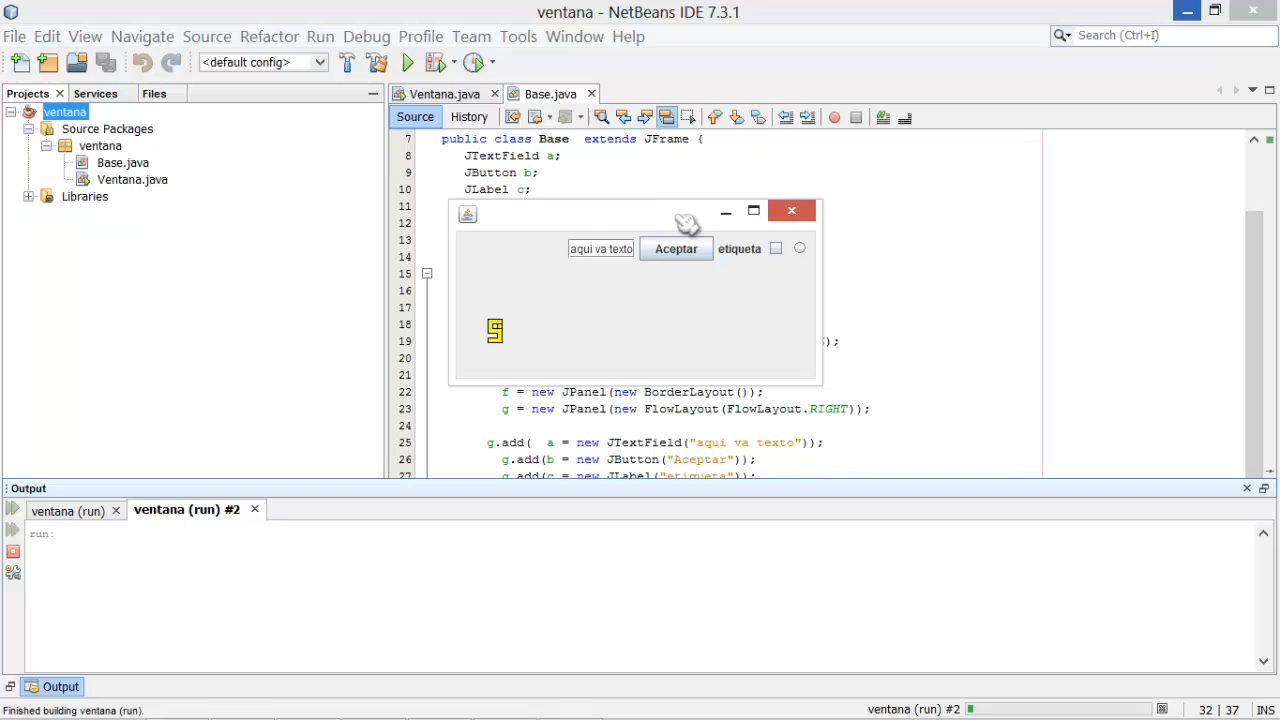 ventana - NetBeans IDE 7.3.1
File Edit View Navigate Source Refactor Run Debug Profile Team Tools Window Help
Search (Ctrl+I)
<default config>
Projects Services Files
Ventana.java Base.java
ventana
Source Packages
ventana
Base.java
Ventana.java
Libraries
Source History
7 public class Base extends JFrame {
8 JTextField a;
9 JButton b;
10 JLabel c;
11
12
13
14
15
16
17
18
19 );
20
21
22 f = new JPanel(new BorderLayout());
23 g = new JPanel(new FlowLayout(FlowLayout.RIGHT));
24
25 g.add( a = new JTextField("aqui va texto"));
26 g.add(b = new JButton("Aceptar"));
27 g.add(c = new JLabel("etiqueta"));
aqui va texto Aceptar etiqueta
Output
ventana (run) ventana (run) #2
run:
Output
Finished building ventana (run).
ventana (run) #2
32 | 37 INS